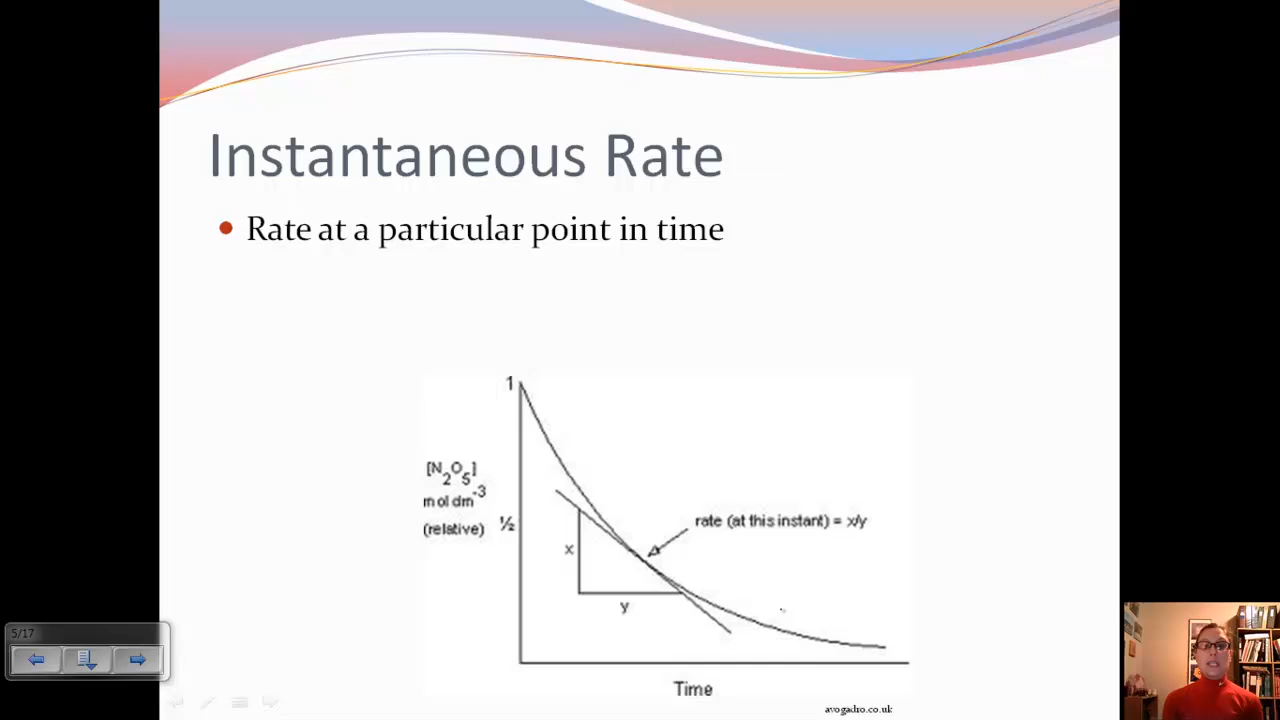 Instantaneous Rate
• Rate at a particular point in time
1
[N2O5]
mol dm-3
(relative)
½
rate (at this instant) = x/y
x
y
Time
avogadro.co.uk
5/17